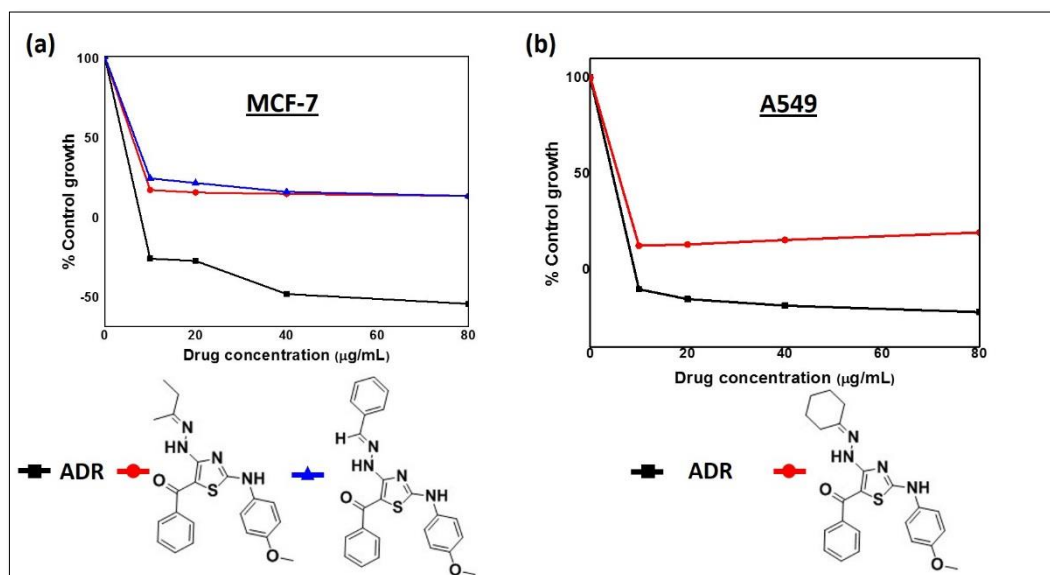 (a)
MCF-7
% Control growth
100
50
0
-50
0 20 40 60 80
Drug concentration (μg/mL)
(b)
A549
% Control growth
100
50
0
0 20 40 60 80
Drug concentration (μg/mL)
ADR
N
HN
N
NH
O
S
O
H
N
HN
N
NH
O
S
O
ADR
N
HN
N
NH
O
S
O